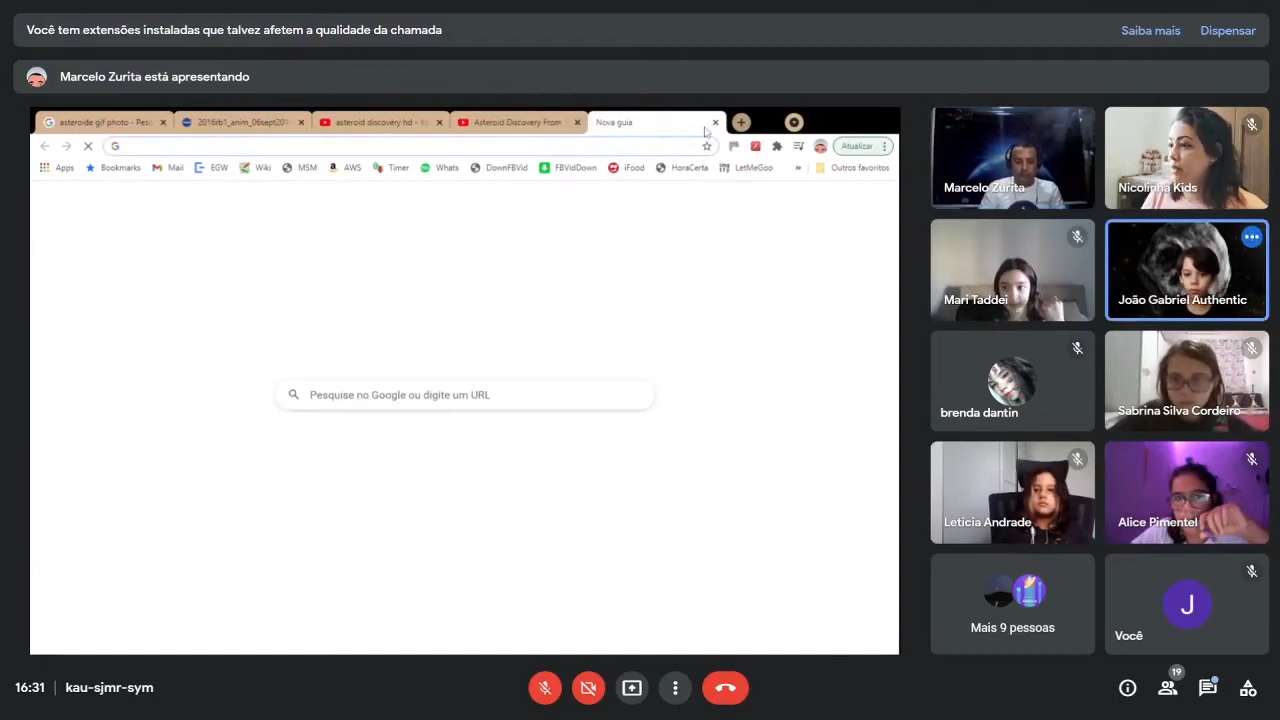 Você tem extensões instaladas que talvez afetem a qualidade da chamada
Saiba mais
Dispensar
Marcelo Zurita está apresentando
asteroide gif photo - Pesc
2016rb1_anim_06sept201
asteroid discovery hd - Yo
Asteroid Discovery From
Nova guia
G
Atualizar
Apps
Bookmarks
Mail
EGW
Wiki
MSM
AWS
Timer
Whats
DownFBVid
FBVidDown
iFood
HoraCerta
LetMeGoo
»
Outros favoritos
Pesquise no Google ou digite um URL
Marcelo Zurita
Nicolinha Kids
Mari Taddei
João Gabriel Authentic
brenda dantin
Sabrina Silva Cordeiro
Leticia Andrade
Alice Pimentel
Mais 9 pessoas
J
Você
16:31 | kau-sjmr-sym
19